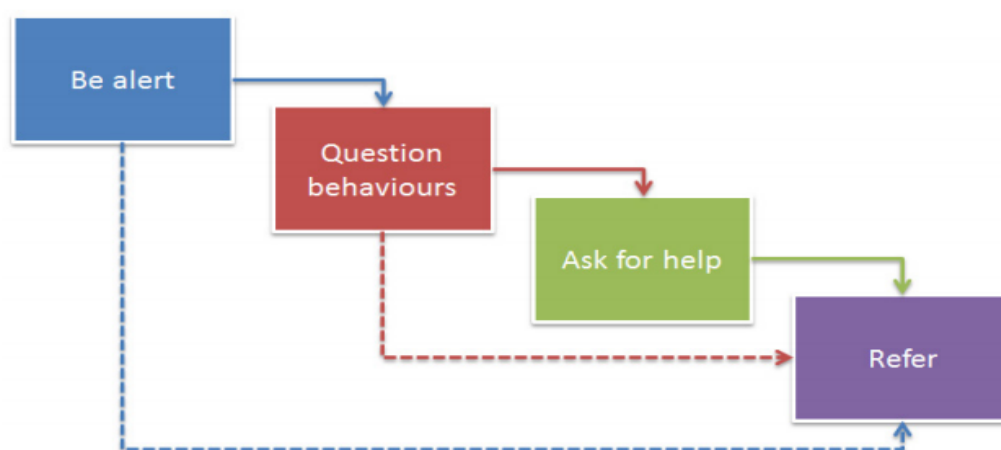 Be alert
Question
behaviours
Ask for help
Refer